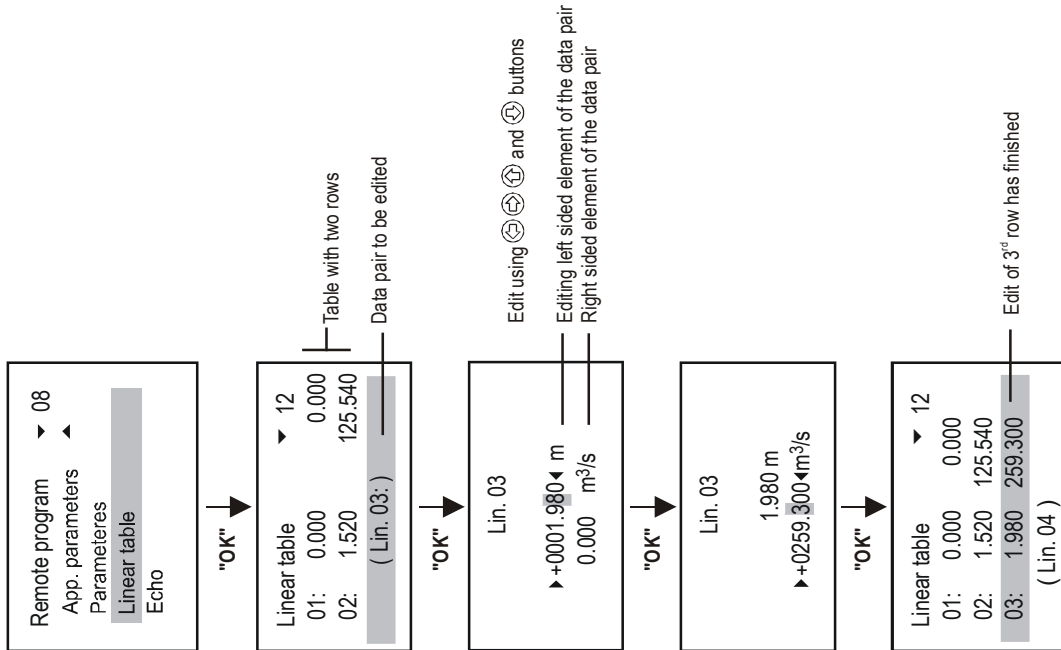 Remote program ▼ 08
App. parameters ▲
Parameteres
Linear table
Echo
"OK"
Linear table ▼ 12
01: 0.000 0.000
02: 1.520 125.540
( Lin. 03: )
Table with two rows
Data pair to be edited
"OK"
Lin. 03
▶+0001.980◀ m
0.000 m³/s
Edit using ⇦ ⇨ ⇧ and ⇩ buttons
Editing left sided element of the data pair
Right sided element of the data pair
"OK"
Lin. 03
1.980 m
▶+0259.300◀m³/s
"OK"
Linear table ▼ 12
01: 0.000 0.000
02: 1.520 125.540
03: 1.980 259.300
( Lin. 04 )
Edit of 3rd row has finished